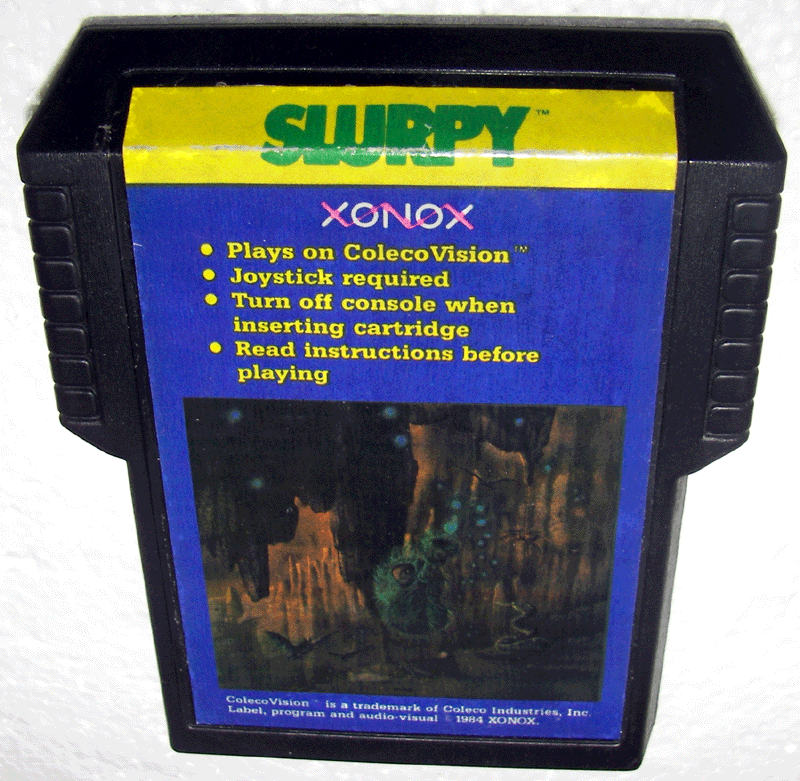 SLURPY™
XONOX
• Plays on ColecoVision™
• Joystick required
• Turn off console when
inserting cartridge
• Read instructions before
playing
ColecoVision™ is a trademark of Coleco Industries, Inc.
Label, program and audio-visual © 1984 XONOX.